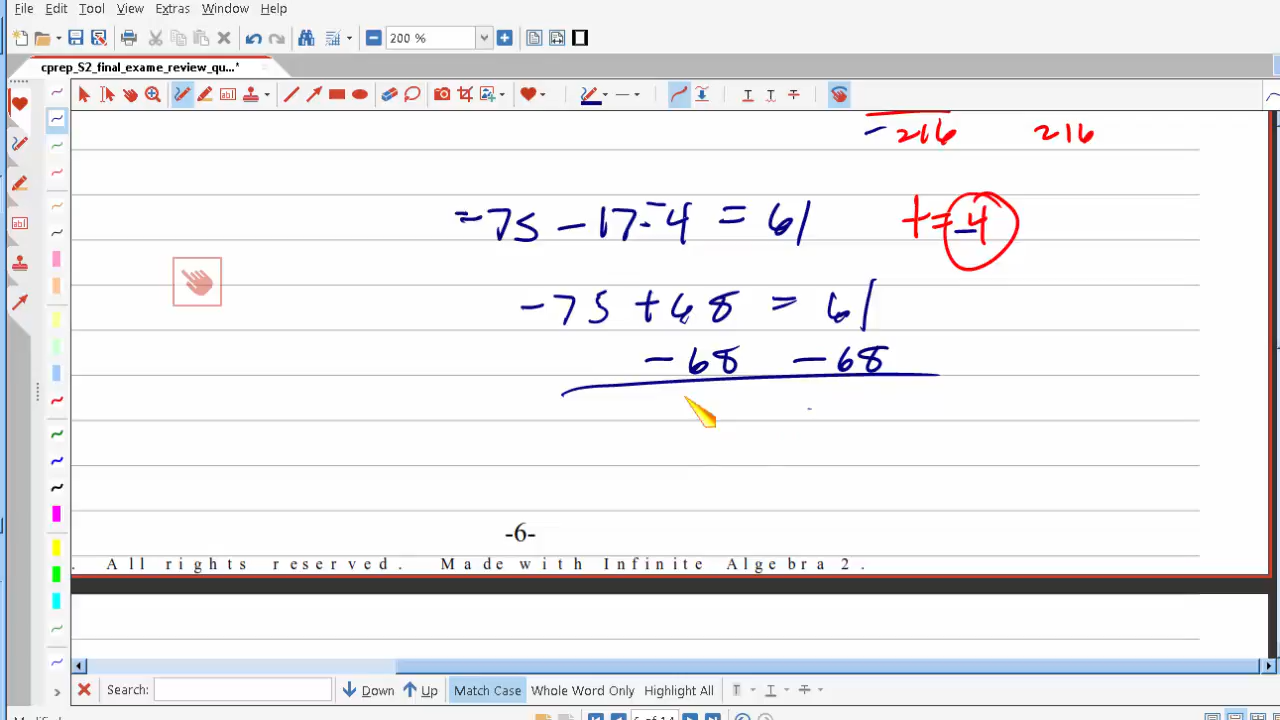 File Edit View Tool Comments Share Window Help
200 %
cprep_S2_final_exame_review_qu...*
-216 216
-75 - 17·-4 = 61 t = -4
-75 + 68 = 61
-68 -68
-6-
. All rights reserved. Made with Infinite Algebra 2.
Search: Down Up Match Case Whole Word Only Highlight All